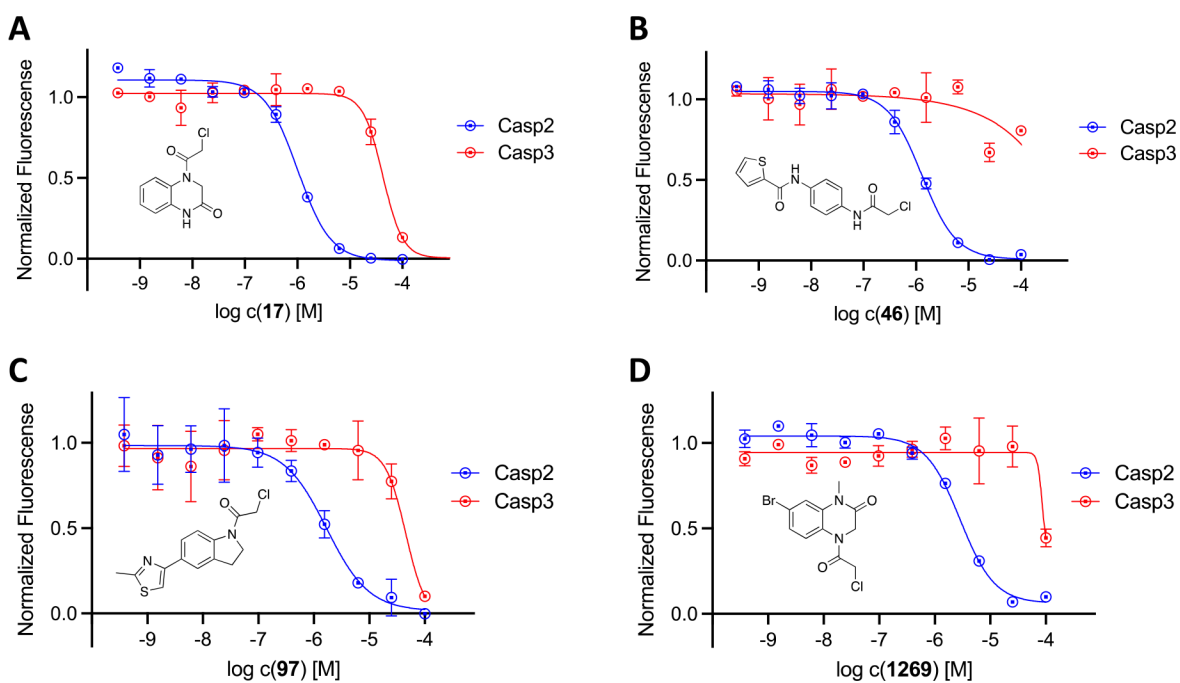 A
Normalized Fluorescense
1.0
0.5
0.0
-9 -8 -7 -6 -5 -4
log c(17) [M]
Casp2
Casp3
Cl
O
N
N
H
O
B
Normalized Fluorescense
1.0
0.5
0.0
-9 -8 -7 -6 -5 -4
log c(46) [M]
Casp2
Casp3
S
H
N
O
O
Cl
N
H
C
Normalized Fluorescense
1.0
0.5
0.0
-9 -8 -7 -6 -5 -4
log c(97) [M]
Casp2
Casp3
Cl
O
N
N
S
D
Normalized Fluorescense
1.0
0.5
0.0
-9 -8 -7 -6 -5 -4
log c(1269) [M]
Casp2
Casp3
Br
N
O
N
O
Cl